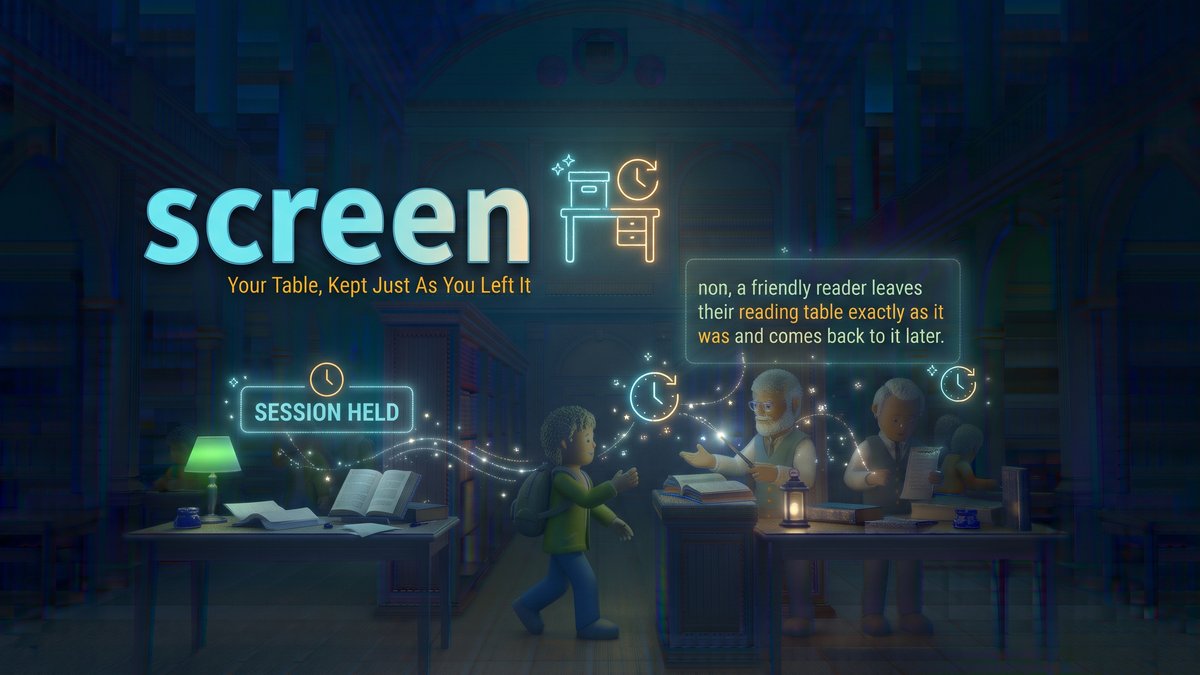 screen
Your Table, Kept Just As You Left It
non, a friendly reader leaves
their reading table exactly as it
was and comes back to it later.
SESSION HELD